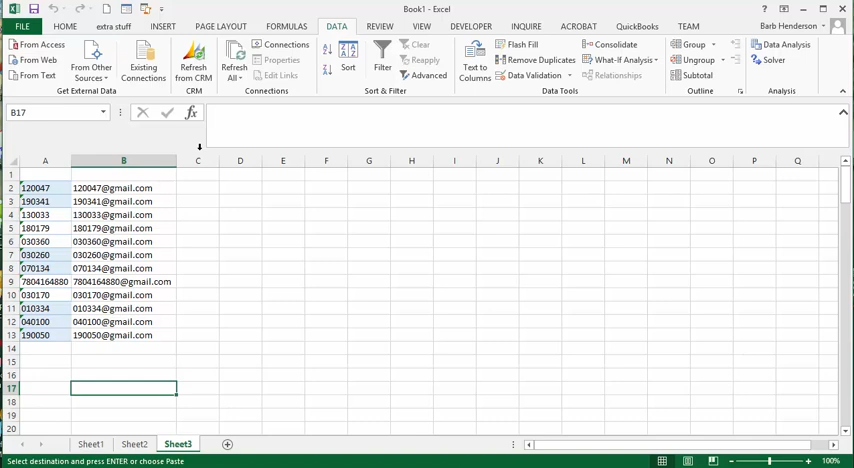 Book1 - Excel
FILE HOME extra stuff INSERT PAGE LAYOUT FORMULAS DATA REVIEW VIEW DEVELOPER INQUIRE ACROBAT QuickBooks TEAM Barb Henderson
From Access
From Web
From Text
From Other Sources
Existing Connections
Get External Data
Refresh from CRM
CRM
Refresh All
Connections
Properties
Edit Links
Connections
Sort
Filter
Clear
Reapply
Advanced
Sort & Filter
Text to Columns
Flash Fill
Remove Duplicates
Data Validation
Consolidate
What-If Analysis
Relationships
Data Tools
Group
Ungroup
Subtotal
Outline
Data Analysis
Solver
Analysis
B17 fx
A B C D E F G H I J K L M N O P Q
1
2 120047 120047@gmail.com
3 190341 190341@gmail.com
4 130033 130033@gmail.com
5 180179 180179@gmail.com
6 030360 030360@gmail.com
7 030260 030260@gmail.com
8 070134 070134@gmail.com
9 7804164880 7804164880@gmail.com
10 030170 030170@gmail.com
11 010334 010334@gmail.com
12 040100 040100@gmail.com
13 190050 190050@gmail.com
14
15
16
17
18
19
20
Sheet1 Sheet2 Sheet3
Select destination and press ENTER or choose Paste 100%